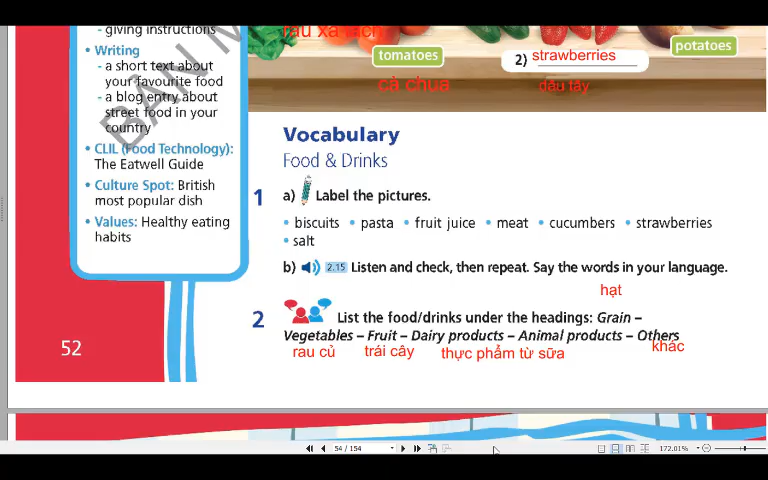 - giving instructions
• Writing
- a short text about
your favourite food
- a blog entry about
street food in your
country
• CLIL (Food Technology):
The Eatwell Guide
• Culture Spot: British
most popular dish
• Values: Healthy eating
habits
52
BẢN M
rau xà lách
tomatoes
cà chua
2) strawberries
dâu tây
potatoes
Vocabulary
Food & Drinks
1 a) Label the pictures.
• biscuits • pasta • fruit juice • meat • cucumbers • strawberries
• salt
b) 2.15 Listen and check, then repeat. Say the words in your language.
hạt
2 List the food/drinks under the headings: Grain –
Vegetables – Fruit – Dairy products – Animal products – Others
rau củ trái cây thực phẩm từ sữa khác
54 / 154
172.01%